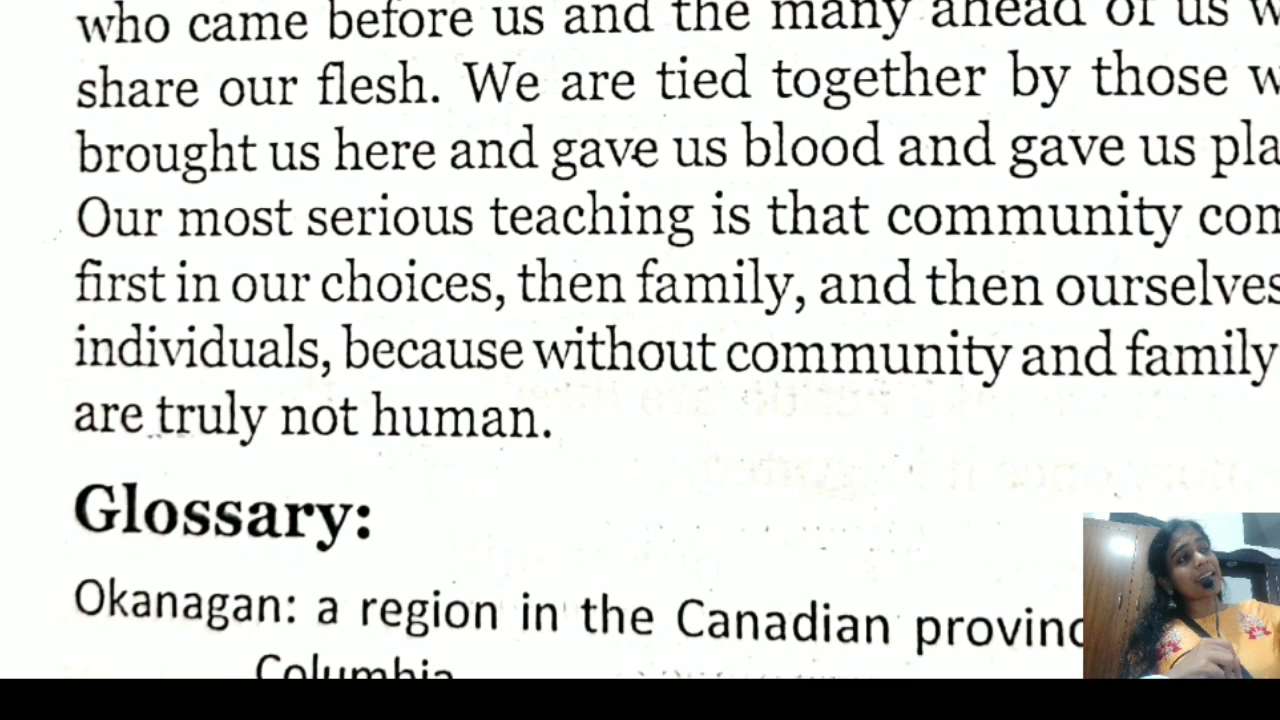 who came before us and the many ahead of us
share our flesh. We are tied together by those
brought us here and gave us blood and gave us
Our most serious teaching is that community
first in our choices, then family, and then ourselves
individuals, because without community and family
are truly not human.
Glossary:
Okanagan: a region in the Canadian
Columbia